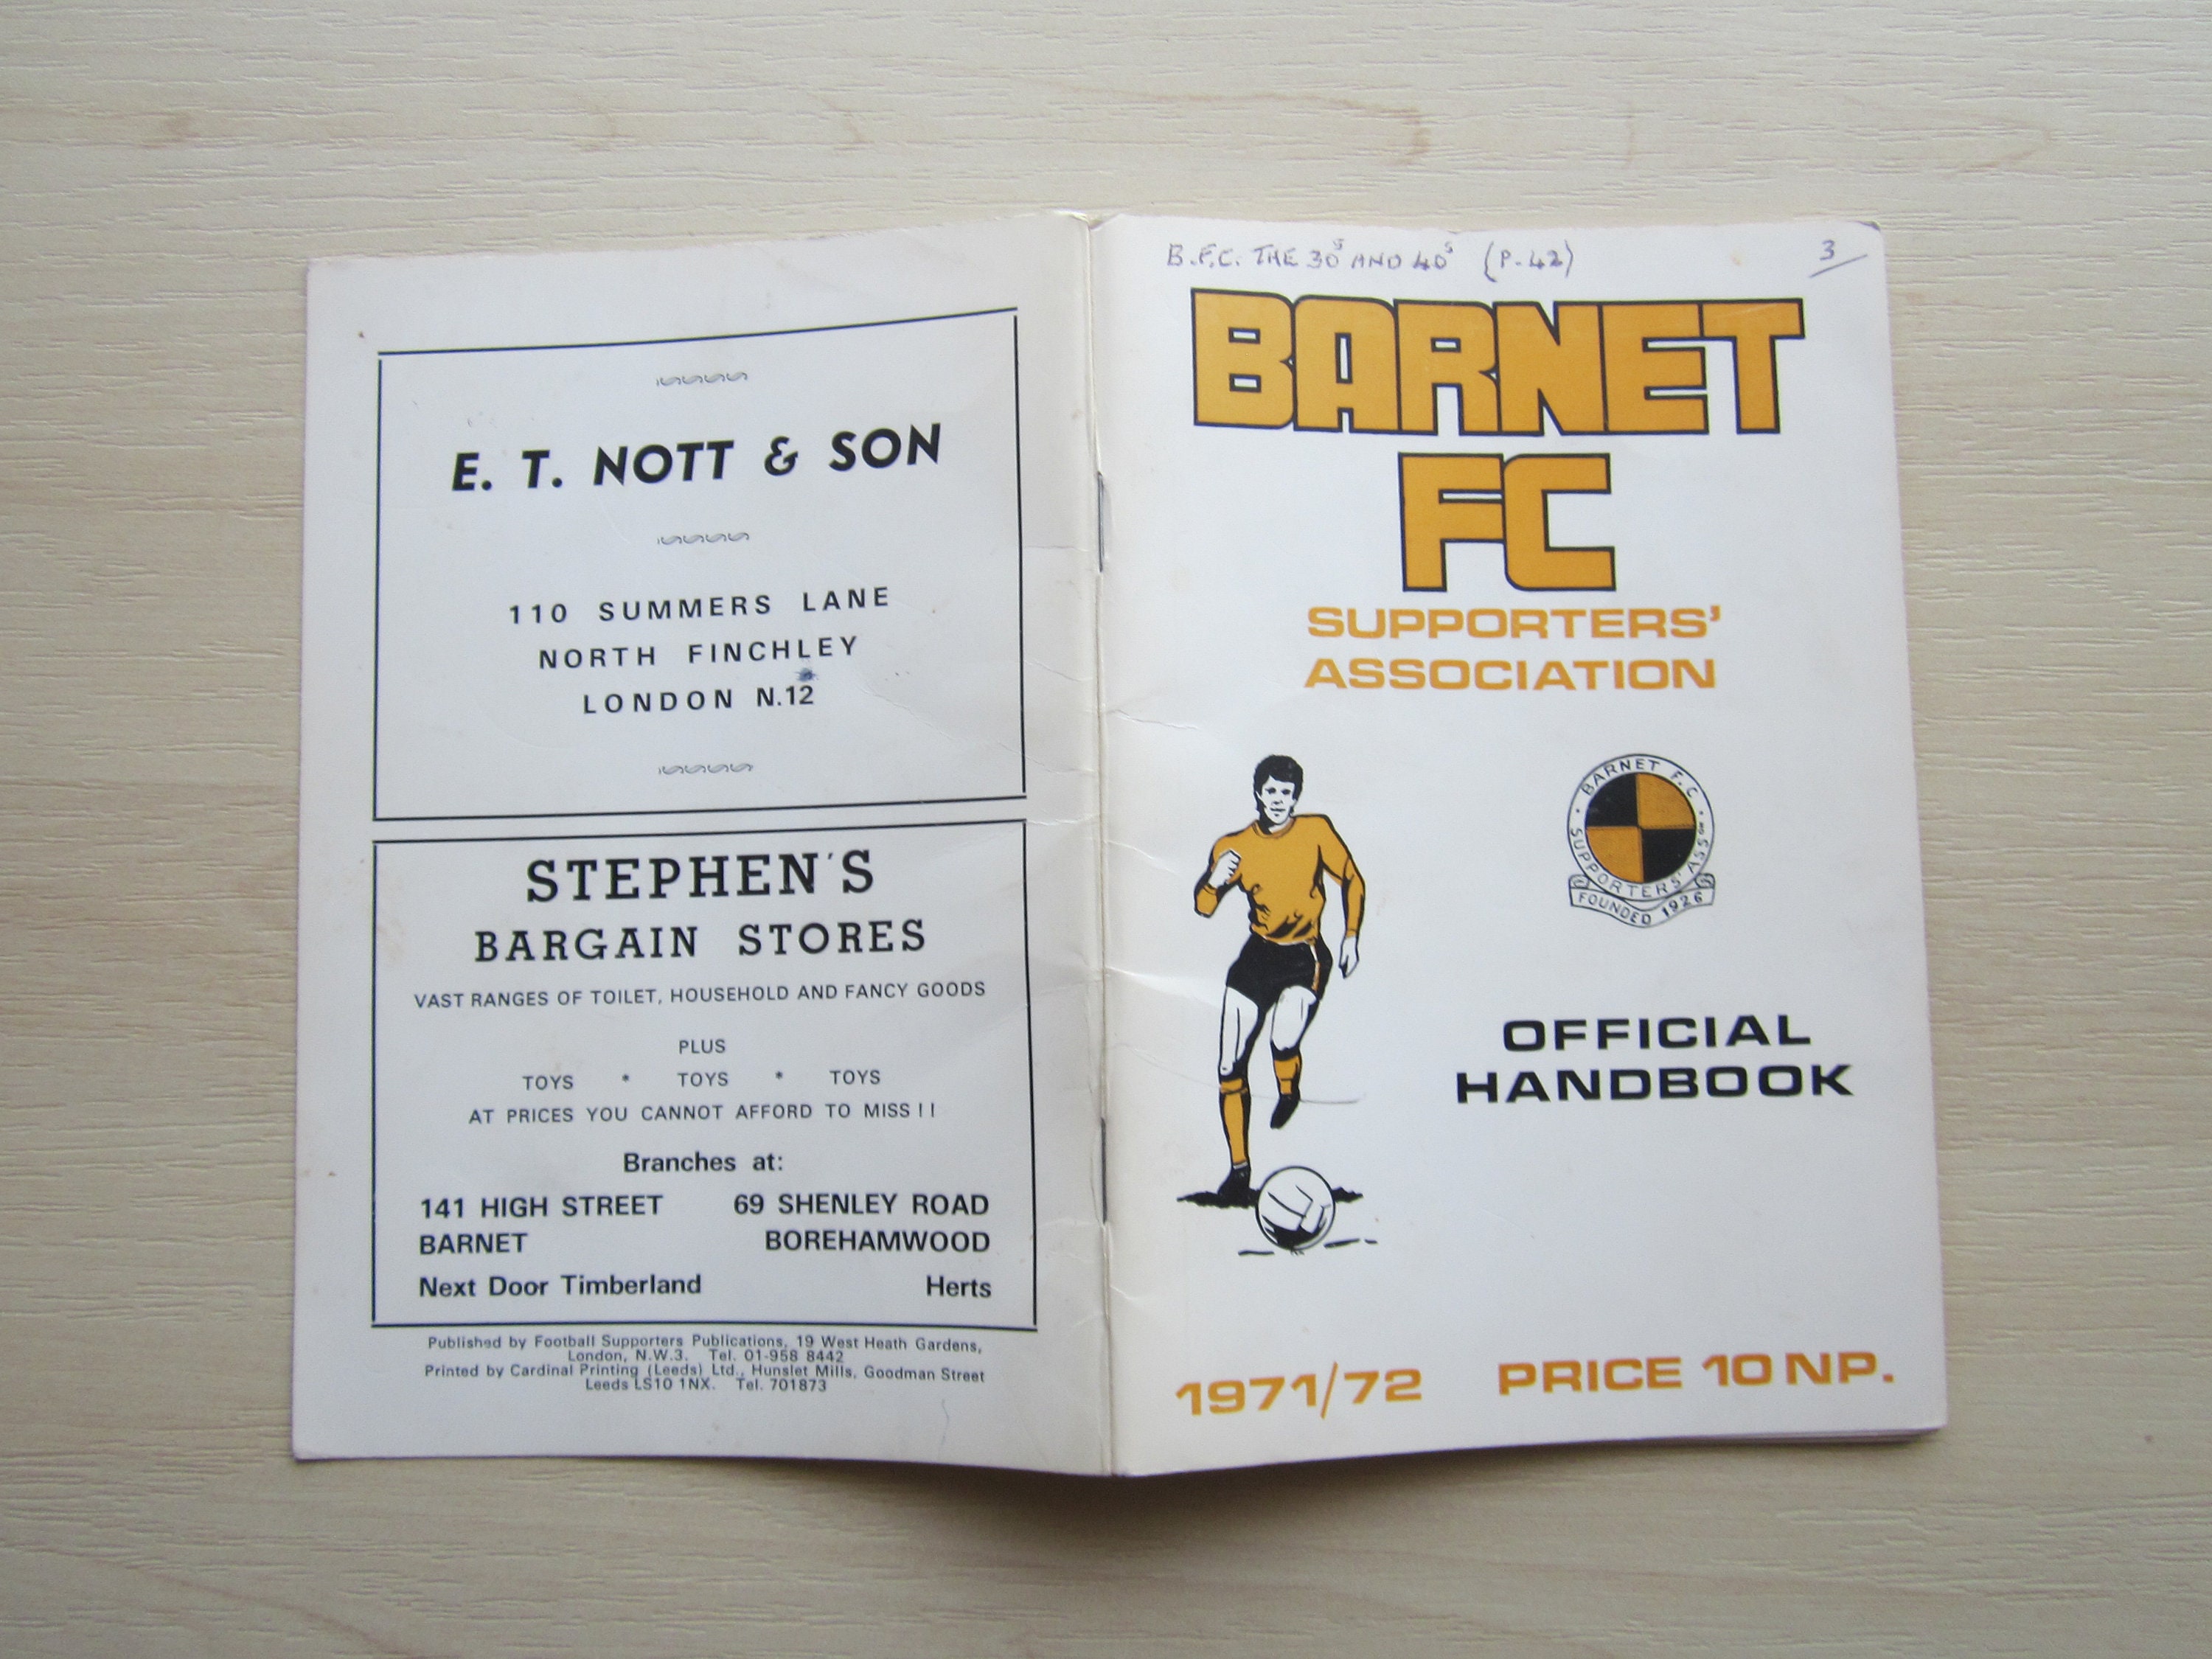 E. T. NOTT & SON
110 SUMMERS LANE
NORTH FINCHLEY
LONDON N.12
STEPHEN'S
BARGAIN STORES
VAST RANGES OF TOILET, HOUSEHOLD AND FANCY GOODS
PLUS
TOYS * TOYS * TOYS
AT PRICES YOU CANNOT AFFORD TO MISS ! !
Branches at:
141 HIGH STREET 69 SHENLEY ROAD
BARNET BOREHAMWOOD
Next Door Timberland Herts
Published by Football Supporters Publications, 19 West Heath Gardens,
London, N.W.3. Tel. 01-958 8442
Printed by Cardinal Printing (Leeds) Ltd., Hunslet Mills, Goodman Street
Leeds LS10 1NX. Tel. 701873
B.F.C. THE 30s AND 40s (P.42) 3
BARNET
FC
SUPPORTERS'
ASSOCIATION
BARNET F.C
SUPPORTERS' ASSON
FOUNDED 1926
OFFICIAL
HANDBOOK
1971/72 PRICE 10 NP.